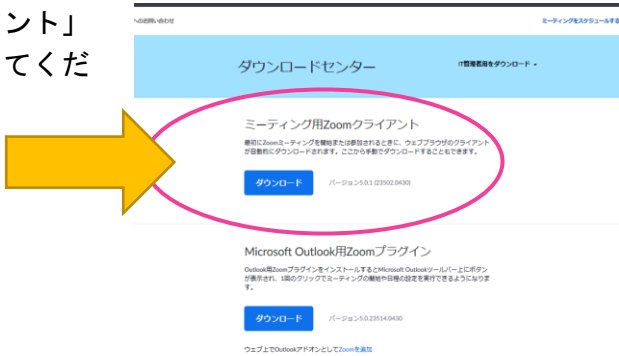 ント」
てくだ
へのお問い合わせ
ミーティングをスケジュールする
ダウンロードセンター
IT管理者用をダウンロード
ミーティング用Zoomクライアント
最初にZoomミーティングを開始または参加されるときに、ウェブブラウザのクライアント
が自動的にダウンロードされます。ここから手動でダウンロードすることもできます。
ダウンロード
バージョン5.0.1 (23502.0430)
Microsoft Outlook用Zoomプラグイン
Outlook用ZoomプラグインをインストールするとMicrosoft Outlookツールバー上にボタン
が表示され、1回のクリックでミーティングの開始や日程の設定を実行できるようになりま
す。
ダウンロード
バージョン5.0.23514.0430
ウェブ上でOutlookアドオンとしてZoomを追加